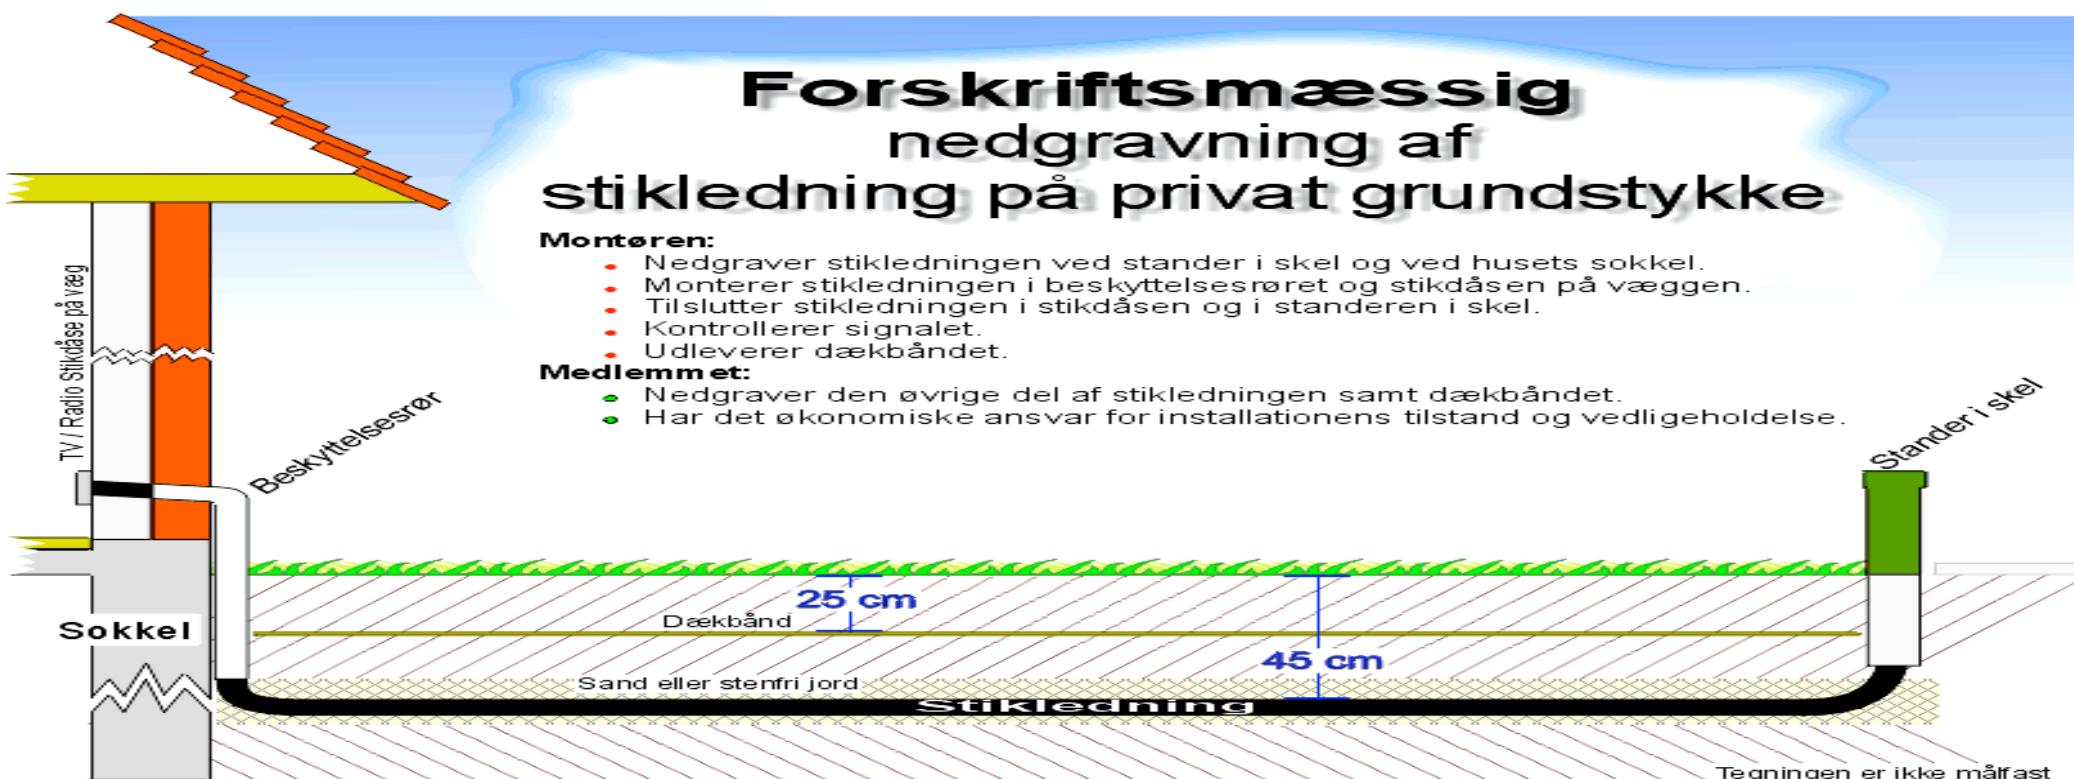 Forskriftsmæssig
nedgravning af
stikledning på privat grundstykke
Montøren:
Nedgraver stikledningen ved stander i skel og ved husets sokkel.
Monterer stikledningen i beskyttelsesrøret og stikdåsen på væggen.
Tilslutter stikledningen i stikdåsen og i standeren i skel.
Kontrollerer signalet.
Udleverer dækbåndet.
Medlemmet:
Nedgraver den øvrige del af stikledningen samt dækbåndet.
Har det økonomiske ansvar for installationens tilstand og vedligeholdelse.
TV / Radio Stikdåse på væg
Beskyttelsesrør
Stander i skel
25 cm
Dækbånd
Sokkel
45 cm
Sand eller stenfri jord
Stikledning
Tegningen er ikke målfast